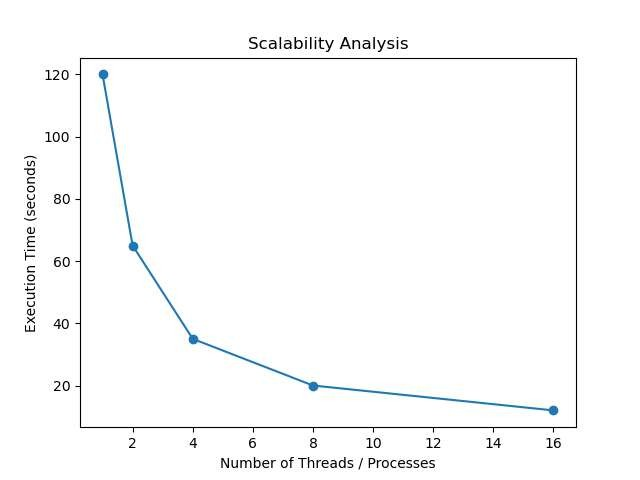 Scalability Analysis
120
100
80
60
40
20
Execution Time (seconds)
2 4 6 8 10 12 14 16
Number of Threads / Processes